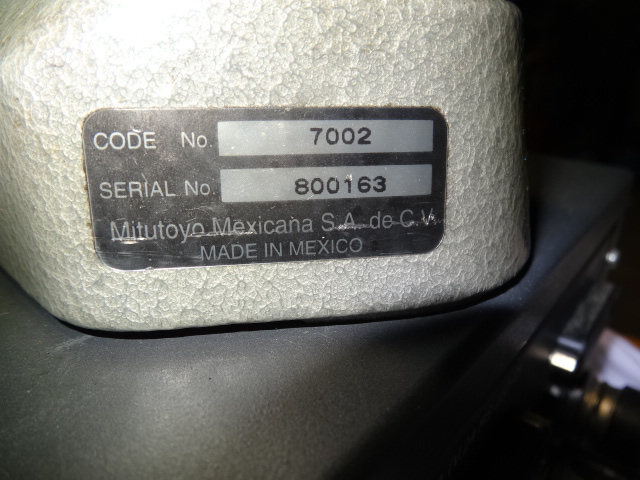 CODE No. 7002
SERIAL No. 800163
Mitutoyo Mexicana S.A. de C.V.
MADE IN MEXICO